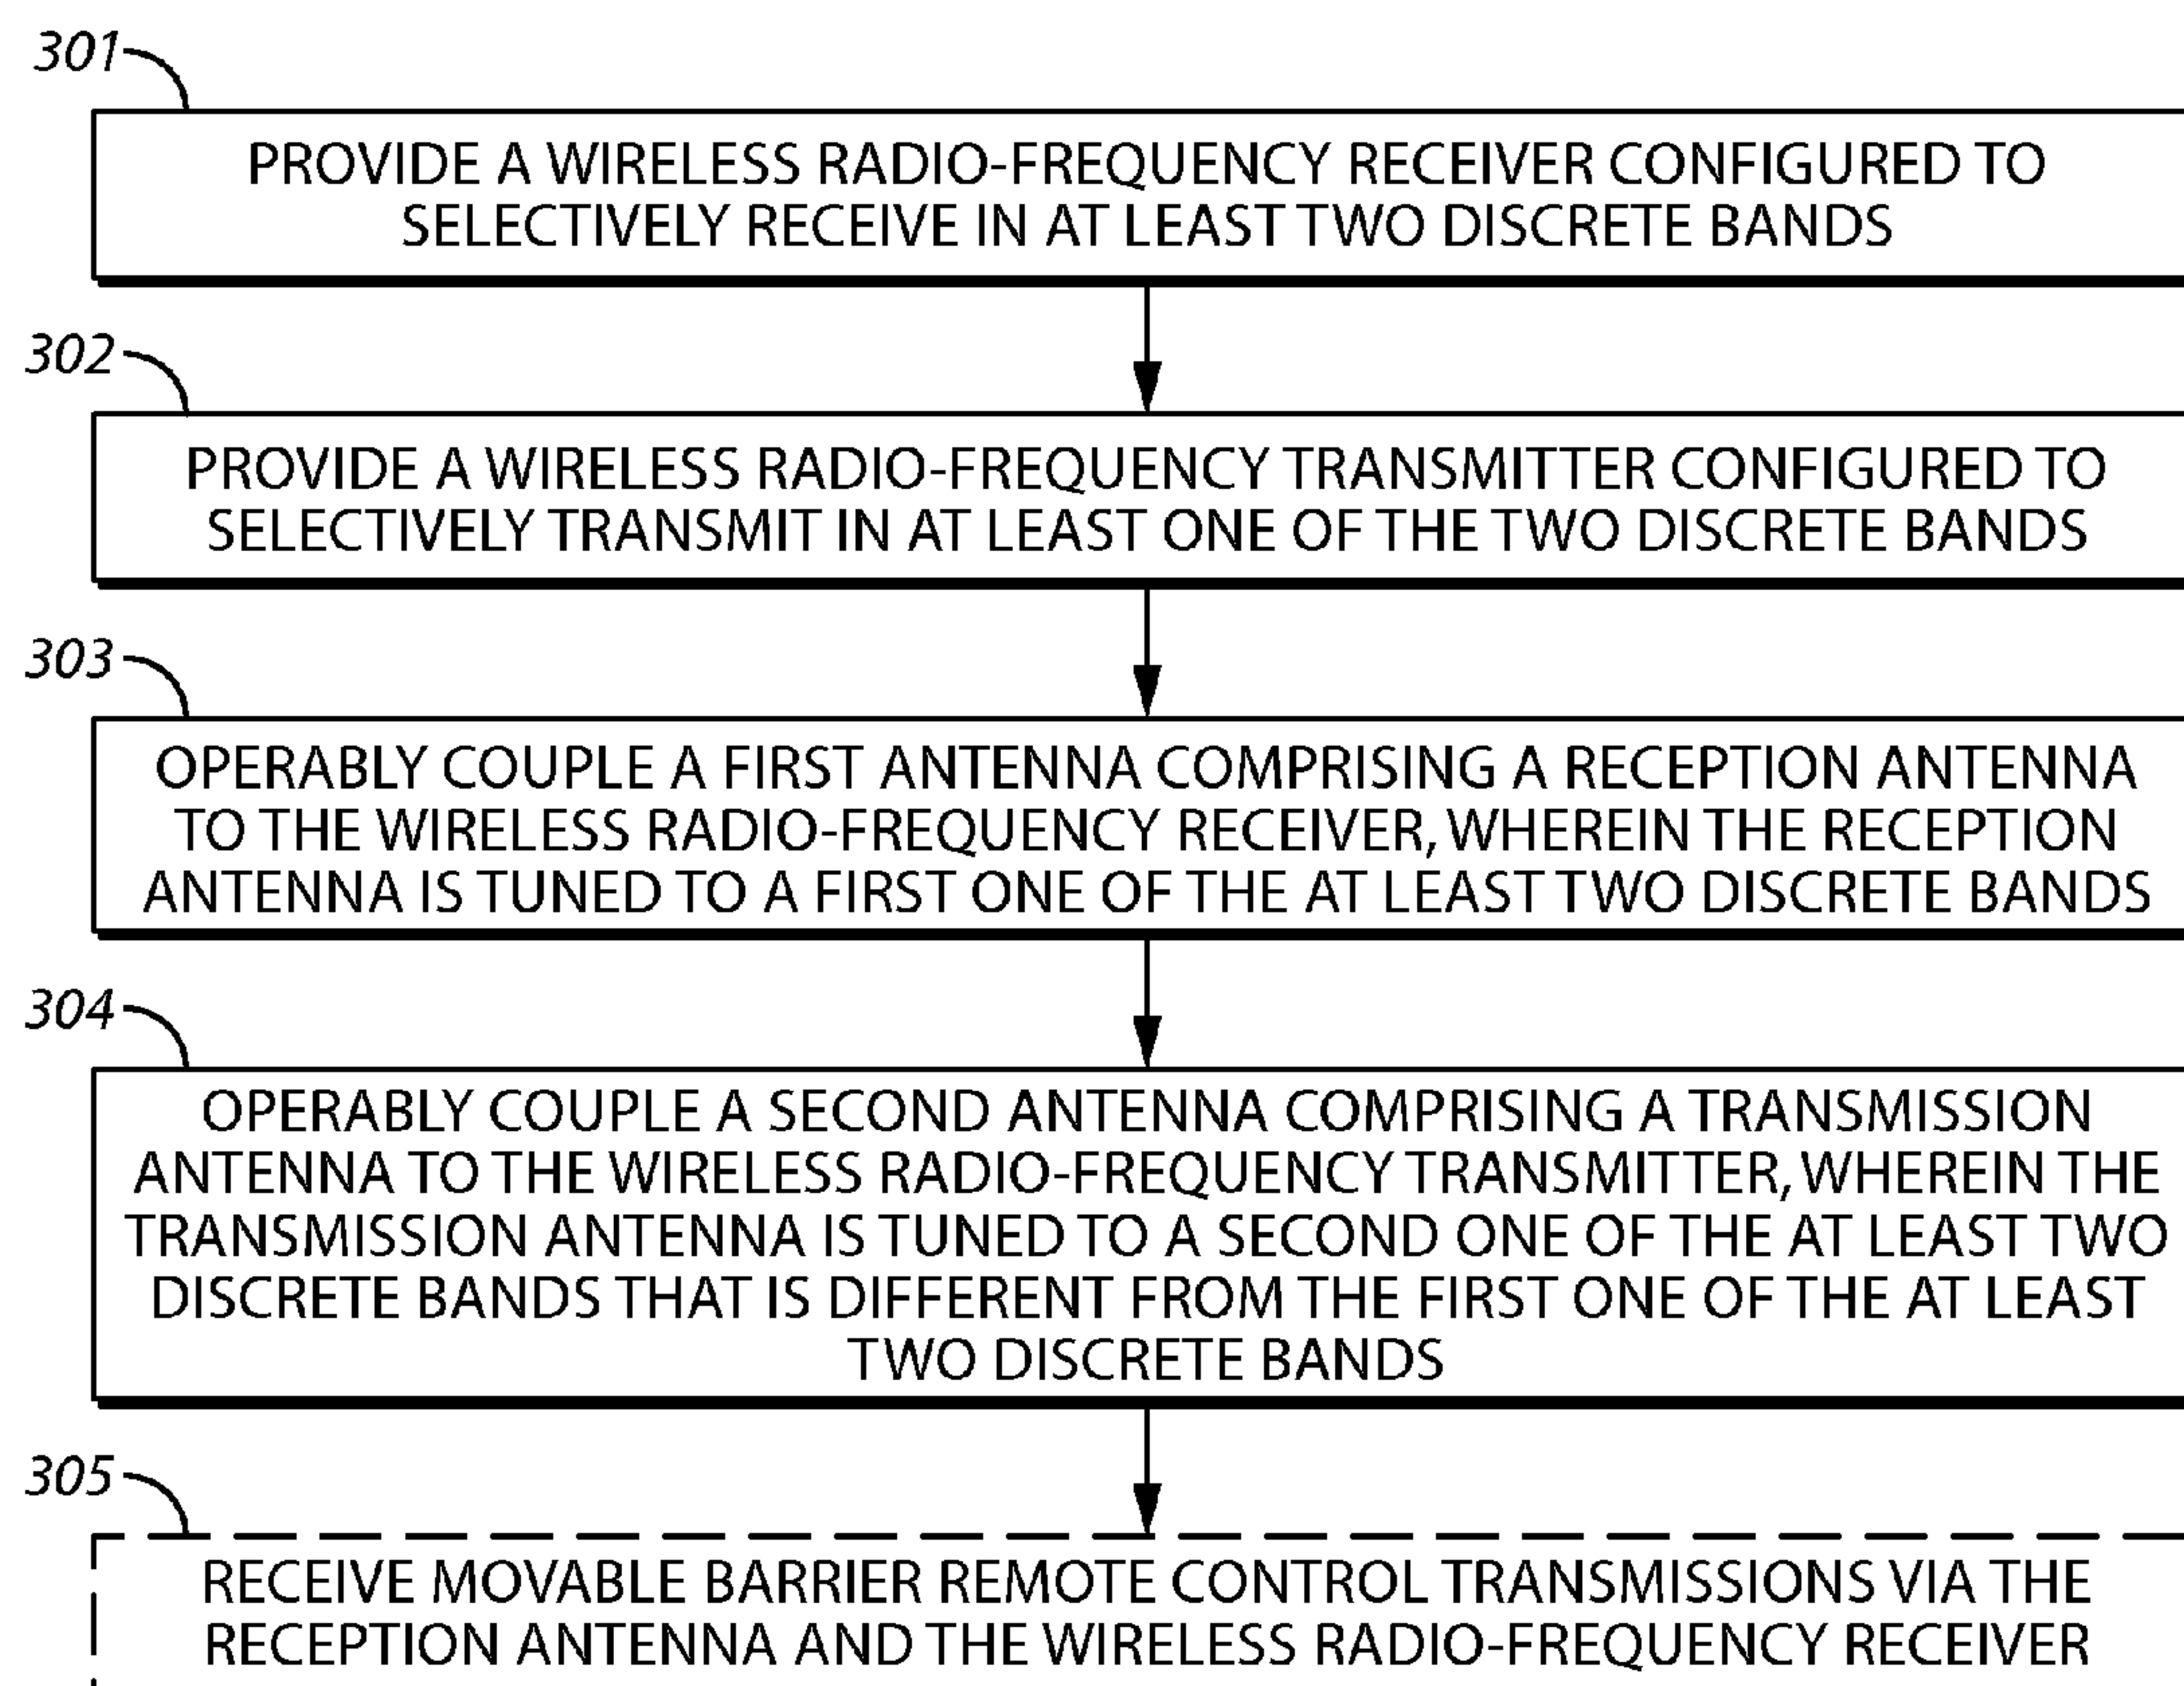 301
PROVIDE A WIRELESS RADIO-FREQUENCY RECEIVER CONFIGURED TO
SELECTIVELY RECEIVE IN AT LEAST TWO DISCRETE BANDS
302
PROVIDE A WIRELESS RADIO-FREQUENCY TRANSMITTER CONFIGURED TO
SELECTIVELY TRANSMIT IN AT LEAST ONE OF THE TWO DISCRETE BANDS
303
OPERABLY COUPLE A FIRST ANTENNA COMPRISING A RECEPTION ANTENNA
TO THE WIRELESS RADIO-FREQUENCY RECEIVER, WHEREIN THE RECEPTION
ANTENNA IS TUNED TO A FIRST ONE OF THE AT LEAST TWO DISCRETE BANDS
304
OPERABLY COUPLE A SECOND ANTENNA COMPRISING A TRANSMISSION
ANTENNA TO THE WIRELESS RADIO-FREQUENCY TRANSMITTER, WHEREIN THE
TRANSMISSION ANTENNA IS TUNED TO A SECOND ONE OF THE AT LEAST TWO
DISCRETE BANDS THAT IS DIFFERENT FROM THE FIRST ONE OF THE AT LEAST
TWO DISCRETE BANDS
305
RECEIVE MOVABLE BARRIER REMOTE CONTROL TRANSMISSIONS VIA THE
RECEPTION ANTENNA AND THE WIRELESS RADIO-FREQUENCY RECEIVER